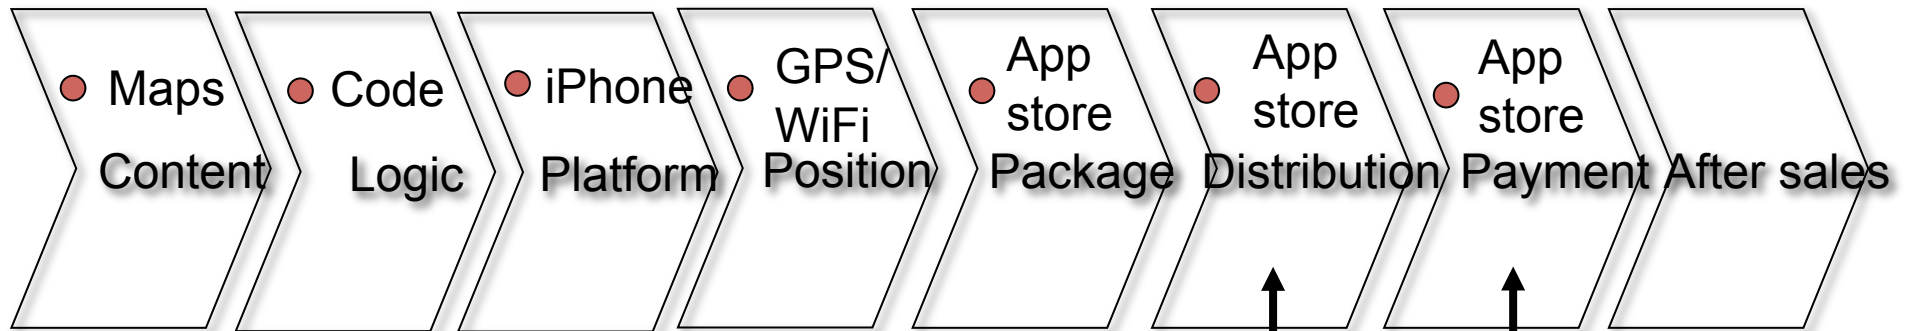 Maps
Content
Code
Logic
iPhone
Platform
GPS/
WiFi
Position
App
store
Package
App
store
Distribution
App
store
Payment
After sales